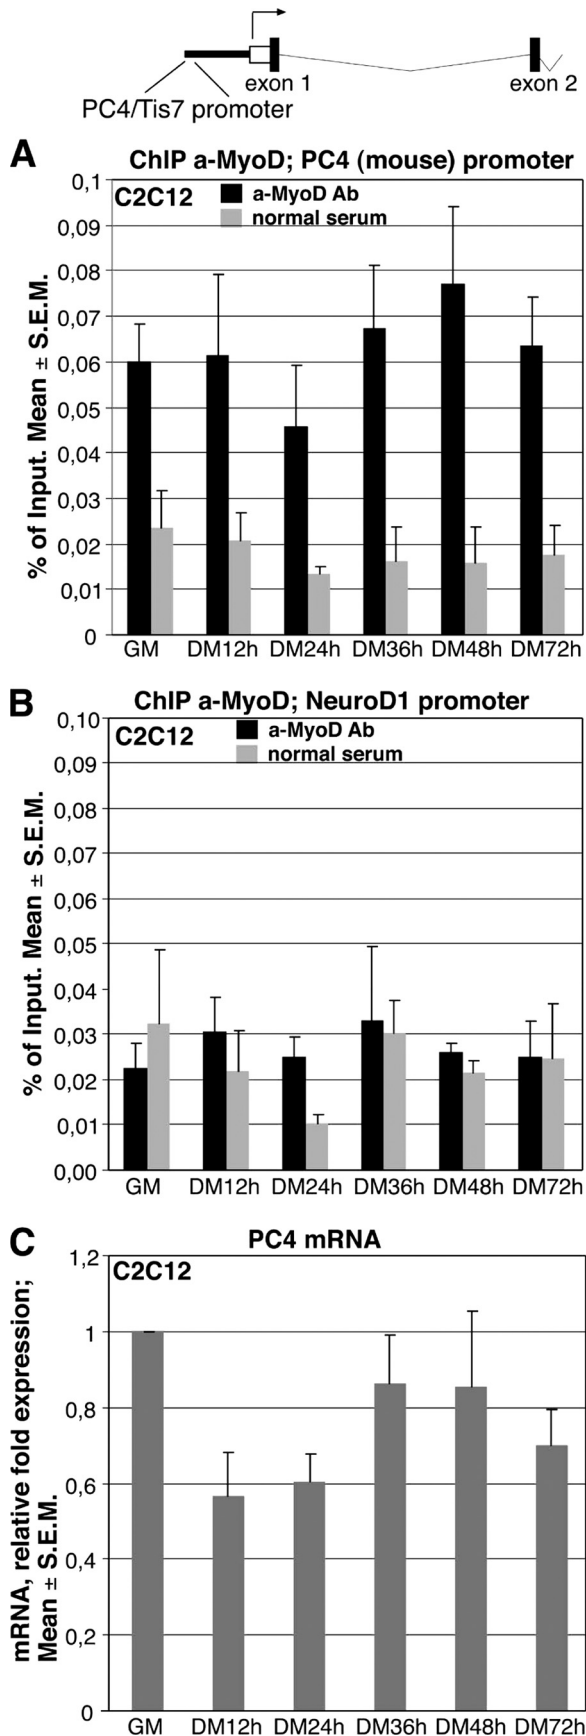 exon 1
exon 2
PC4/Tis7 promoter
A
ChIP a-MyoD; PC4 (mouse) promoter
C2C12
a-MyoD Ab
normal serum
% of Input. Mean ± S.E.M.
0,1
0,09
0,08
0,07
0,06
0,05
0,04
0,03
0,02
0,01
0
GM DM12h DM24h DM36h DM48h DM72h
B
ChIP a-MyoD; NeuroD1 promoter
C2C12
a-MyoD Ab
normal serum
% of Input. Mean ± S.E.M.
0,10
0,09
0,08
0,07
0,06
0,05
0,04
0,03
0,02
0,01
0,00
GM DM12h DM24h DM36h DM48h DM72h
C
PC4 mRNA
C2C12
mRNA, relative fold expression;
Mean ± S.E.M.
1,2
1
0,8
0,6
0,4
0,2
0
GM DM12h DM24h DM36h DM48h DM72h